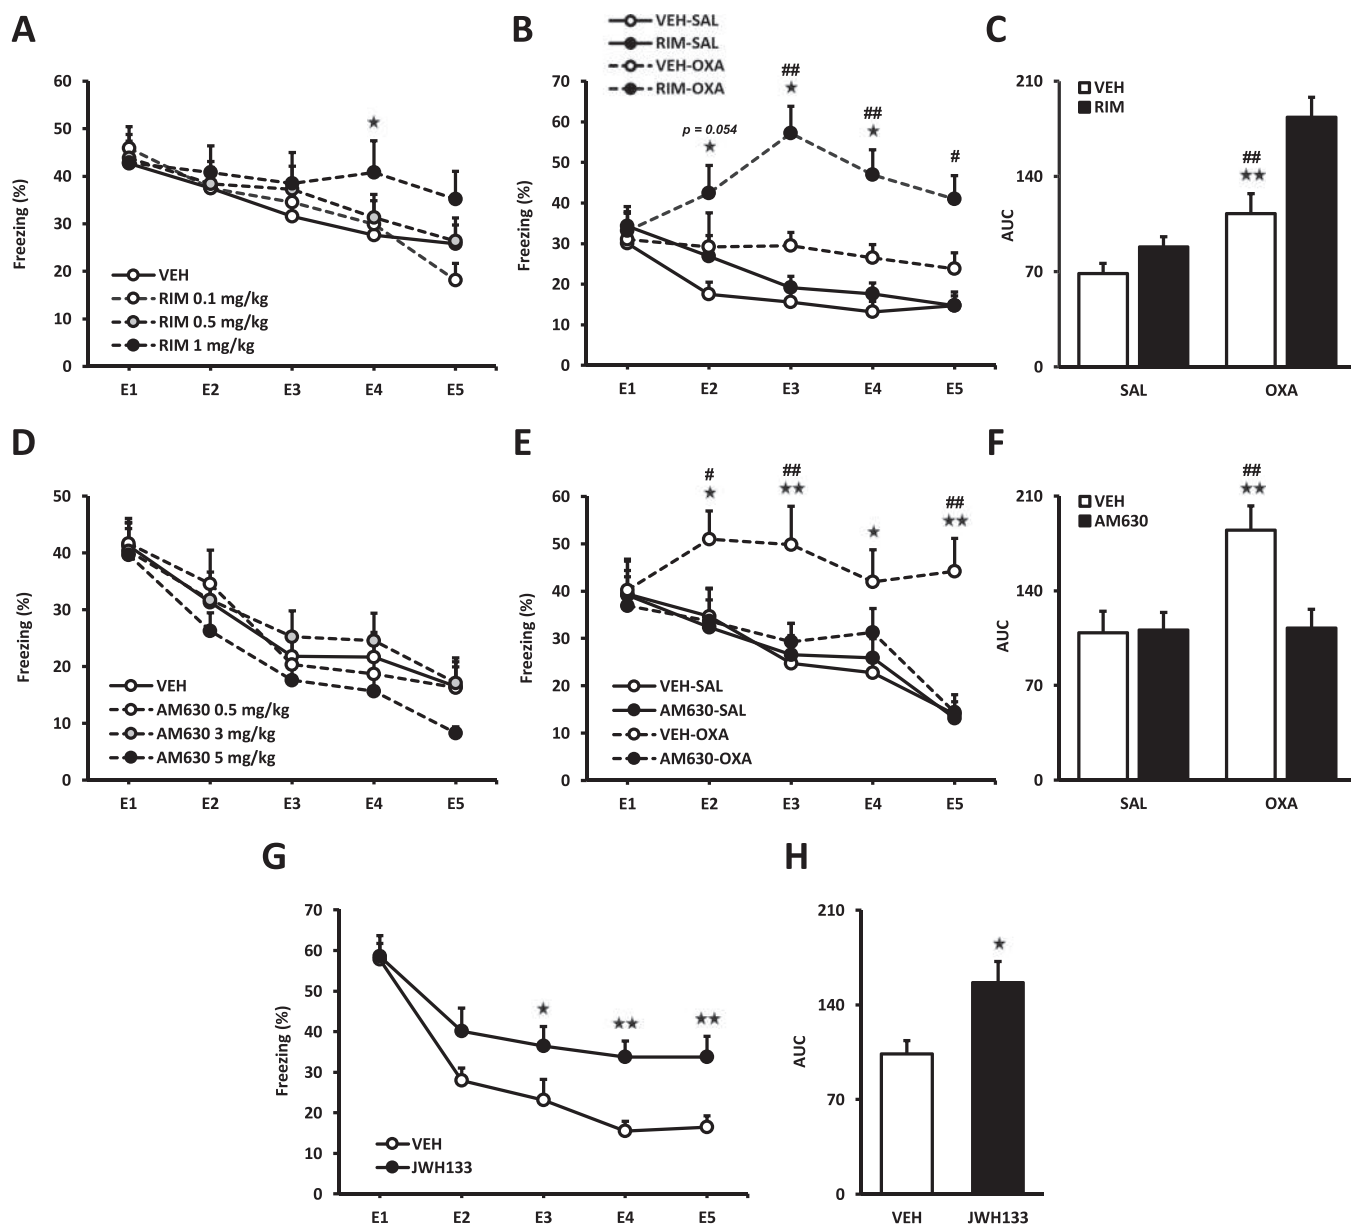 A
60
50
40
30
20
10
0
Freezing (%)
★
VEH
RIM 0.1 mg/kg
RIM 0.5 mg/kg
RIM 1 mg/kg
E1 E2 E3 E4 E5
B
VEH-SAL
RIM-SAL
VEH-OXA
RIM-OXA
70
60
50
40
30
20
10
0
Freezing (%)
p = 0.054
★
##
★
##
★
#
E1 E2 E3 E4 E5
C
210
140
70
0
AUC
VEH
RIM
##
★★
SAL OXA
D
50
40
30
20
10
0
Freezing (%)
VEH
AM630 0.5 mg/kg
AM630 3 mg/kg
AM630 5 mg/kg
E1 E2 E3 E4 E5
E
60
50
40
30
20
10
0
Freezing (%)
#
★
##
★★
★
##
★★
VEH-SAL
AM630-SAL
VEH-OXA
AM630-OXA
E1 E2 E3 E4 E5
F
210
140
70
0
AUC
VEH
AM630
##
★★
SAL OXA
G
70
60
50
40
30
20
10
0
Freezing (%)
★
★★
★★
VEH
JWH133
E1 E2 E3 E4 E5
H
210
140
70
0
AUC
★
VEH JWH133